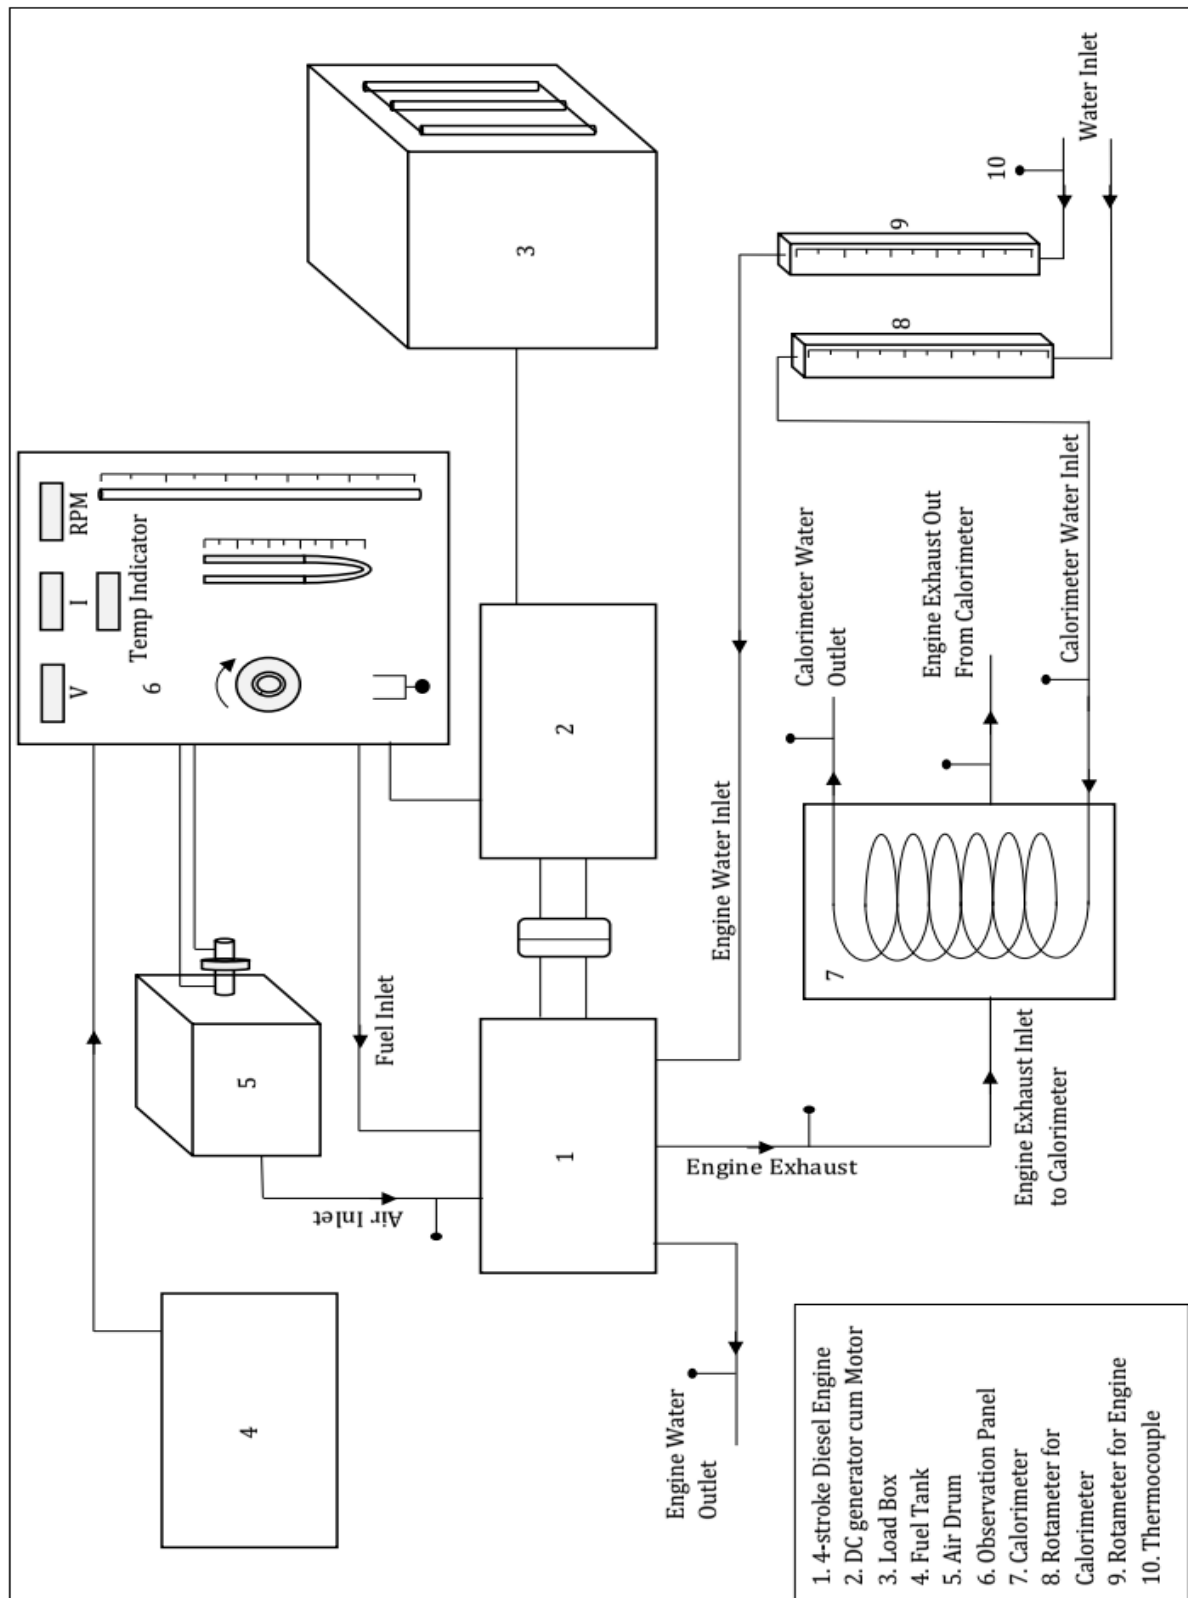 V
I
RPM
6
Temp Indicator
3
4
5
2
1
Fuel Inlet
Air Inlet
Engine Exhaust
Engine Water Inlet
Engine Water
Outlet
Engine Exhaust Inlet
to Calorimeter
7
Calorimeter Water
Outlet
Engine Exhaust Out
From Calorimeter
Calorimeter Water Inlet
8
9
10
Water Inlet
1. 4-stroke Diesel Engine
2. DC generator cum Motor
3. Load Box
4. Fuel Tank
5. Air Drum
6. Observation Panel
7. Calorimeter
8. Rotameter for
Calorimeter
9. Rotameter for Engine
10. Thermocouple